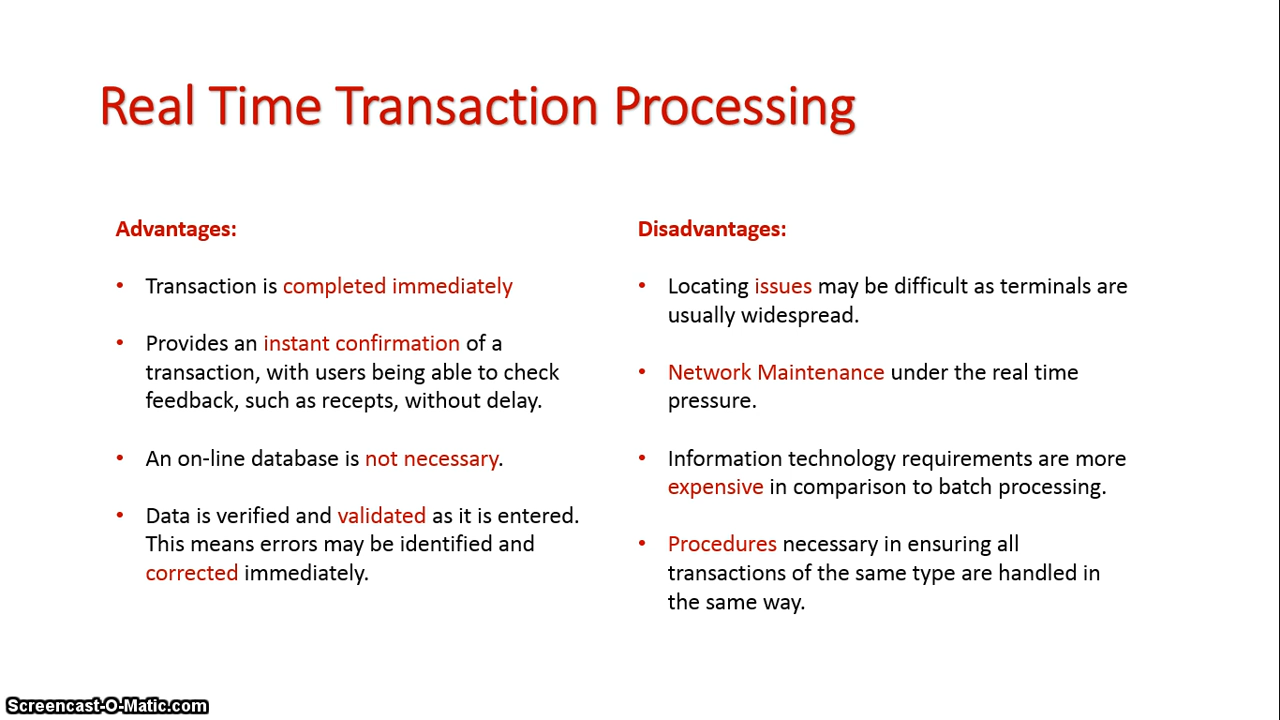 Real Time Transaction Processing
Advantages:
• Transaction is completed immediately
• Provides an instant confirmation of a
transaction, with users being able to check
feedback, such as recepts, without delay.
• An on-line database is not necessary.
• Data is verified and validated as it is entered.
This means errors may be identified and
corrected immediately.
Disadvantages:
• Locating issues may be difficult as terminals are
usually widespread.
• Network Maintenance under the real time
pressure.
• Information technology requirements are more
expensive in comparison to batch processing.
• Procedures necessary in ensuring all
transactions of the same type are handled in
the same way.
Screencast-O-Matic.com